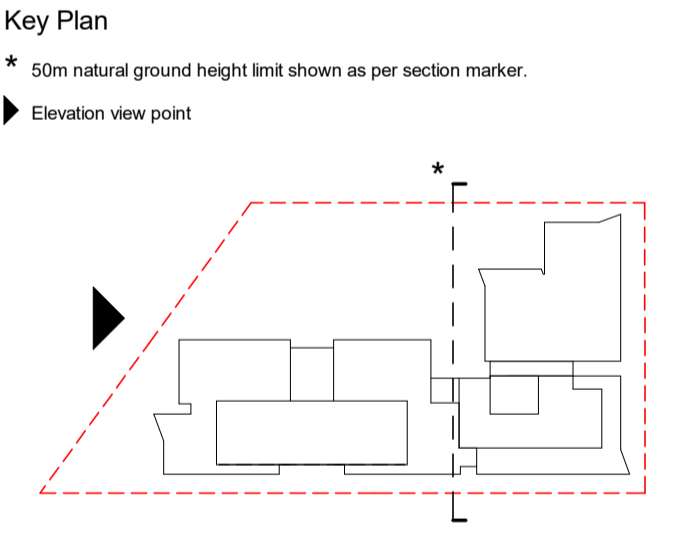 Key Plan
* 50m natural ground height limit shown as per section marker.
Elevation view point
*